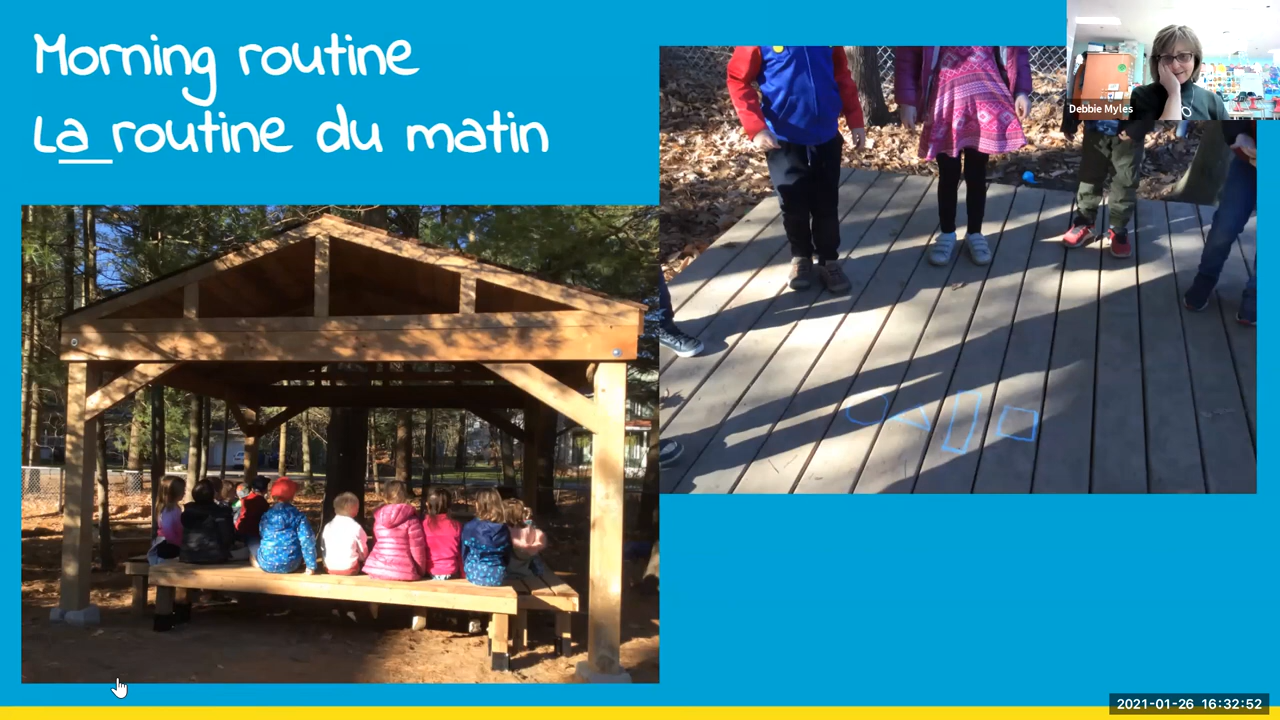 Morning routine
La routine du matin
Debbie Myles
2021-01-26 16:32:52